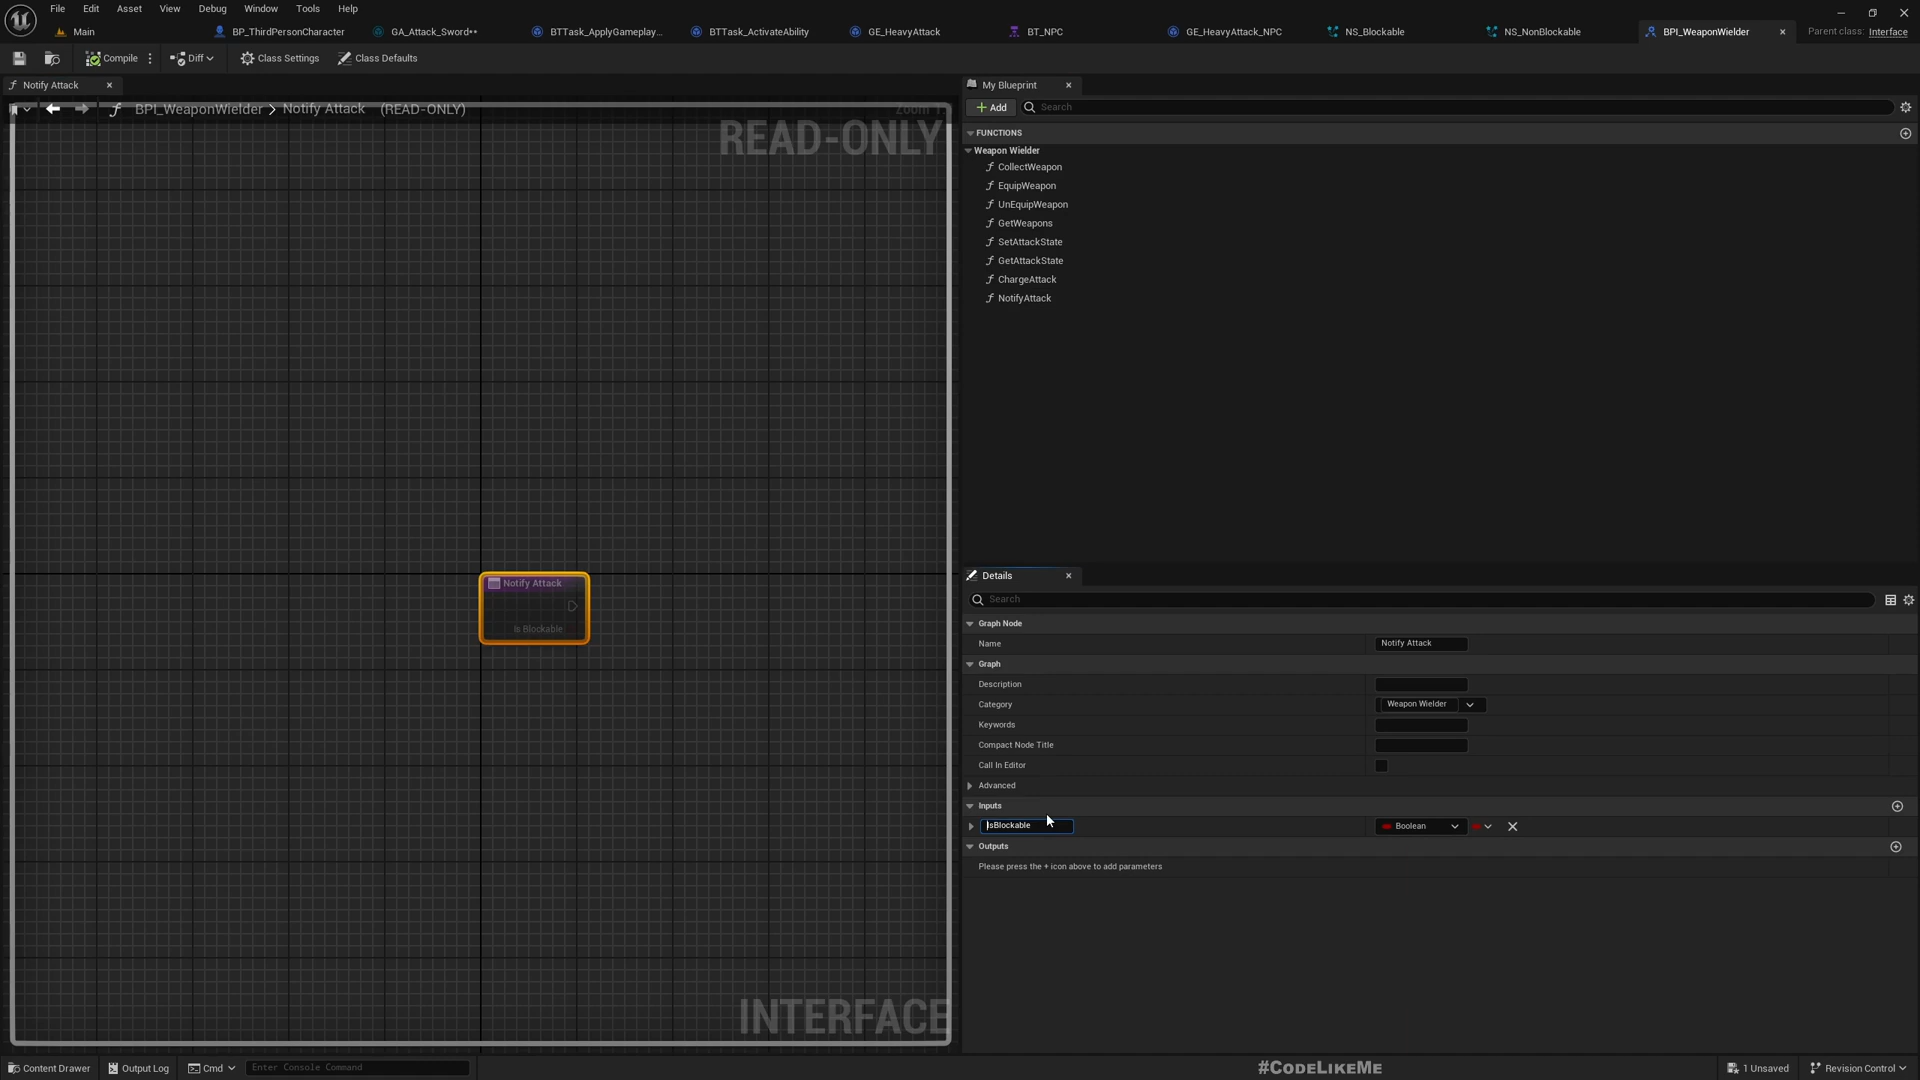 File Edit Asset View Window Debug Tools Help
Main
BP_ThirdPersonCharacter
GA_Attack_Sword**
BTTask_ApplyGameplay...
BTTask_ActivateAbility
GE_HeavyAttack
BT_NPC
GE_HeavyAttack_NPC
NS_Blockable
NS_NonBlockable
BPI_WeaponWielder
Parent class: Interface
Compile
Diff
Class Settings
Class Defaults
Notify Attack
BPI_WeaponWielder > Notify Attack (READ-ONLY)
READ-ONLY
Notify Attack
Is Blockable
INTERFACE
My Blueprint
+ Add
Search
FUNCTIONS
Weapon Wielder
CollectWeapon
EquipWeapon
UnEquipWeapon
GetWeapons
SetAttackState
GetAttackState
ChargeAttack
NotifyAttack
Details
Search
Graph Node
Name
Notify Attack
Graph
Description
Category
Weapon Wielder
Keywords
Compact Node Title
Call In Editor
Advanced
Inputs
IsBlockable
Boolean
Outputs
Please press the + icon above to add parameters
Content Drawer
Output Log
Cmd
Enter Console Command
#CODELIKEME
1 Unsaved
Revision Control